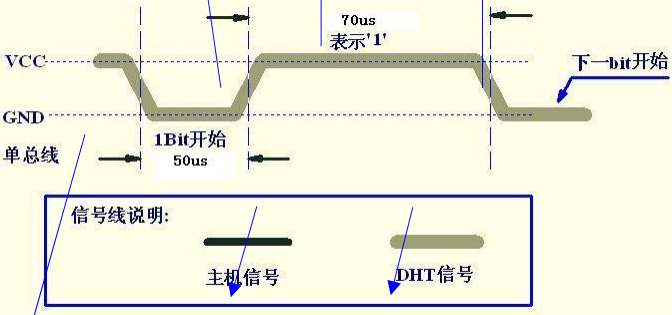 70us
表示'1'
VCC
下一bit开始
GND
1Bit开始
单总线
50us
信号线说明:
主机信号
DHT信号